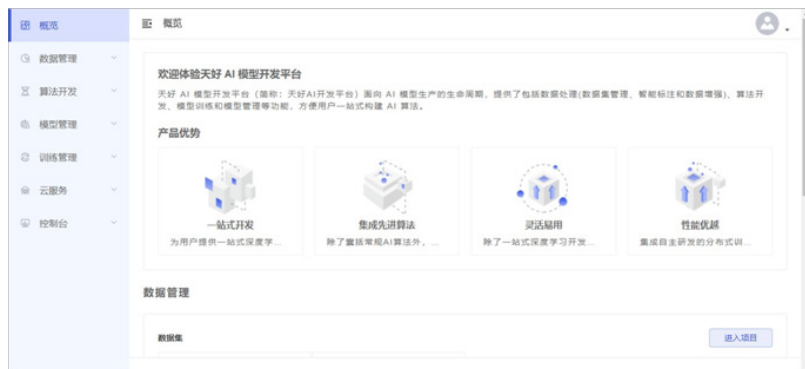 概览
数据管理
算法开发
模型管理
训练管理
云服务
控制台
概览
欢迎体验天好 AI 模型开发平台
天好 AI 模型开发平台（简称：天好AI开发平台）面向 AI 模型生产的生命周期，提供了包括数据处理(数据集管理、智能标注和数据增强)、算法开
发、模型训练和模型管理等功能，方便用户一站式构建 AI 算法。
产品优势
一站式开发
为用户提供一站式深度学...
集成先进算法
除了囊括常规AI算法外，...
灵活易用
除了一站式深度学习开发...
性能优越
集成自主研发的分布式训...
数据管理
数据集
进入项目